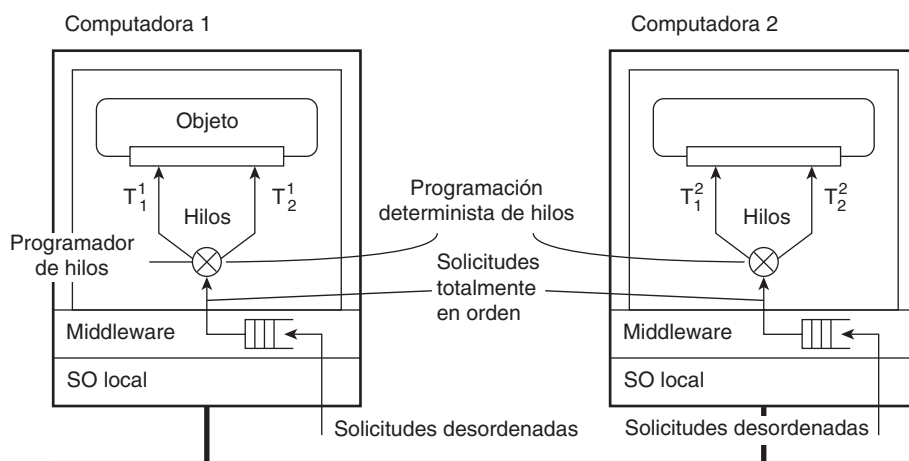 Computadora 1
Computadora 2
Objeto
T₁¹
T₂¹
Hilos
Programador
de hilos
Programación
determinista de hilos
Solicitudes
totalmente
en orden
T₁²
T₂²
Hilos
Middleware
Middleware
SO local
SO local
Solicitudes desordenadas
Solicitudes desordenadas